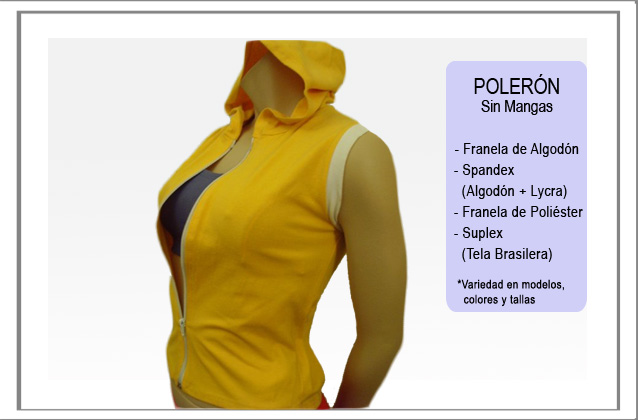 POLERÓN
Sin Mangas
- Franela de Algodón
- Spandex
(Algodón + Lycra)
- Franela de Poliéster
- Suplex
(Tela Brasilera)
*Variedad en modelos,
colores y tallas